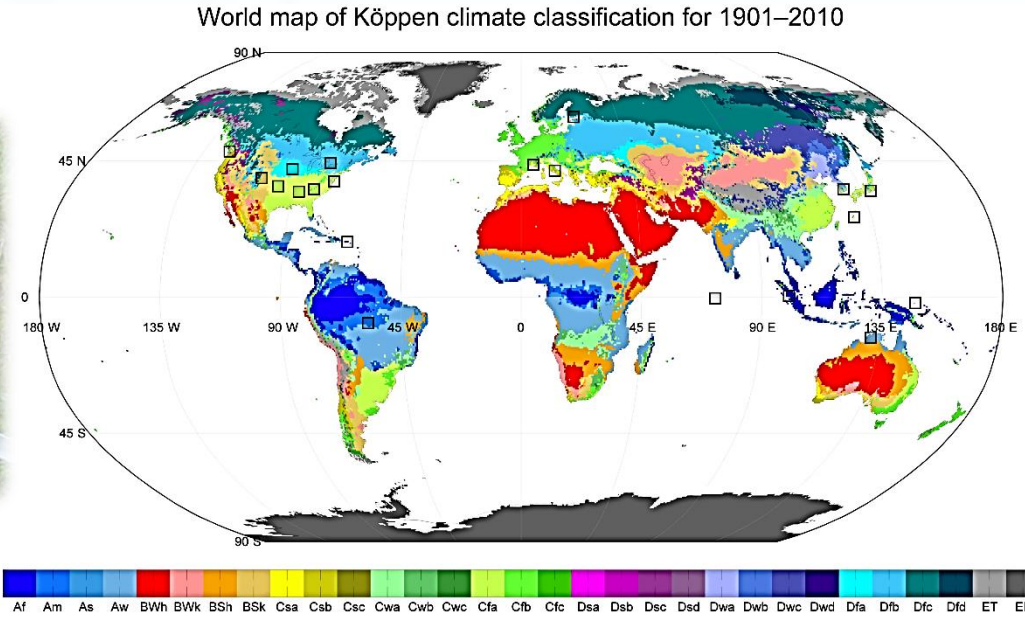 World map of Köppen climate classification for 1901–2010
90 N
45 N
0
180 W 135 W 90 W 45 W 0 45 E 90 E 135 E 180 E
45 S
90 S
Af Am As Aw BWh BWk BSh BSk Csa Csb Csc Cwa Cwb Cwc Cfa Cfb Cfc Dsa Dsb Dsc Dsd Dwa Dwb Dwc Dwd Dfa Dfb Dfc Dfd ET